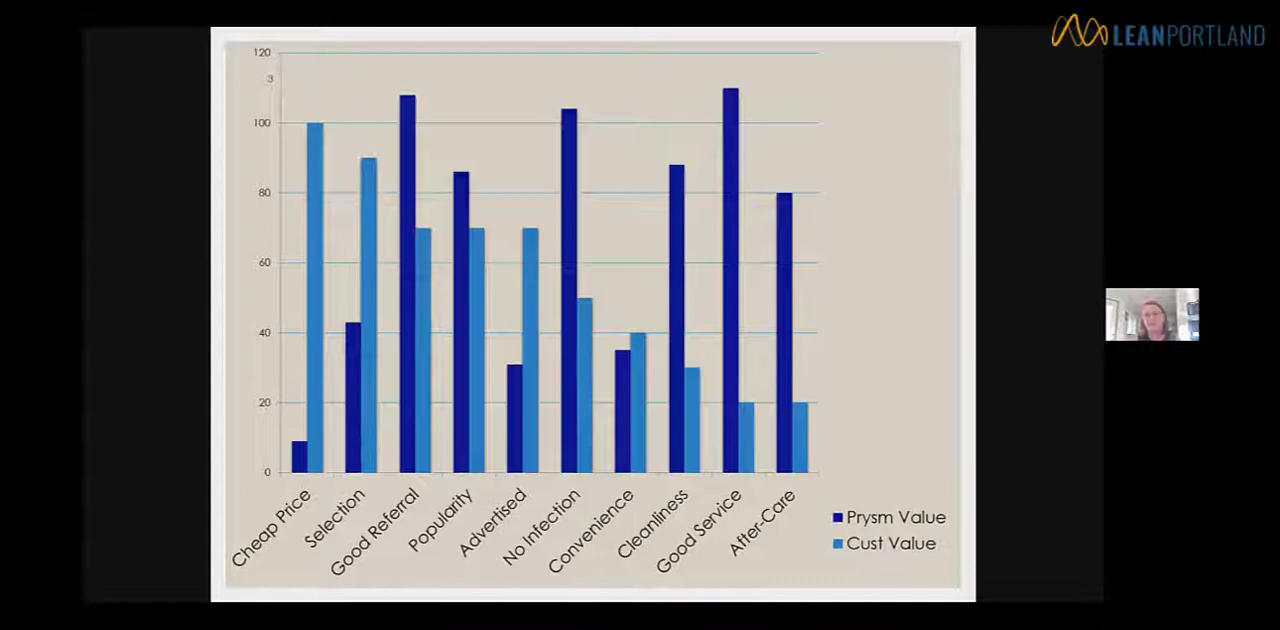 LEANPORTLAND
120
3
100
80
60
40
20
0
Cheap Price
Selection
Good Referral
Popularity
Advertised
No Infection
Convenience
Cleanliness
Good Service
After-Care
Prysm Value
Cust Value